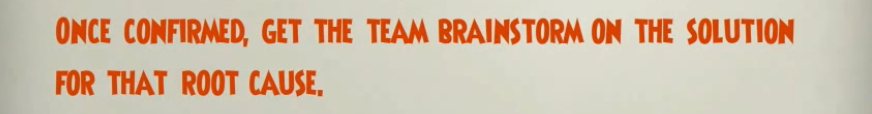 ONCE CONFIRMED, GET THE TEAM BRAINSTORM ON THE SOLUTION
FOR THAT ROOT CAUSE.